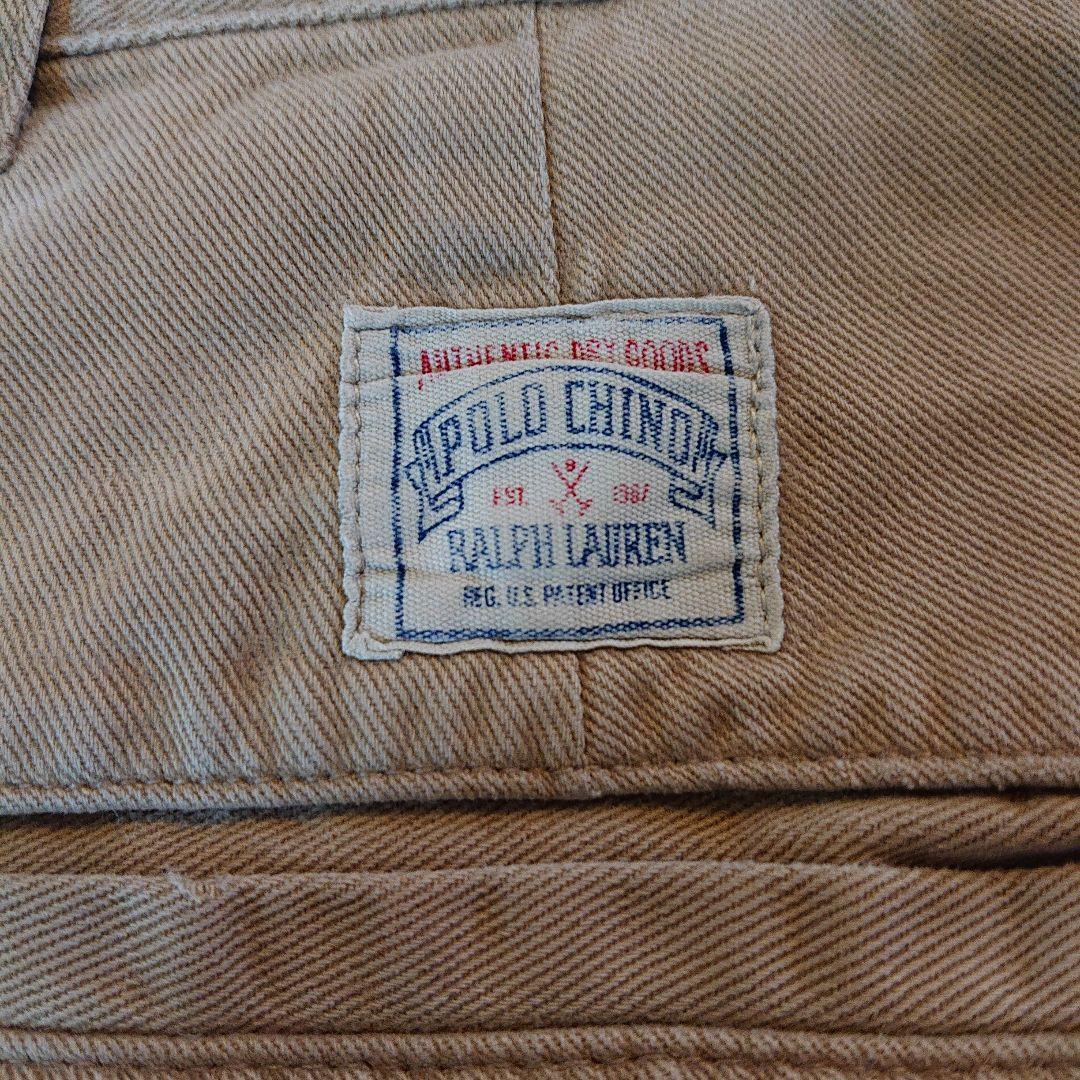 AUTHENTIC DRY GOODS
POLO CHINO
EST. 1967
RALPH LAUREN
REG. U.S. PATENT OFFICE